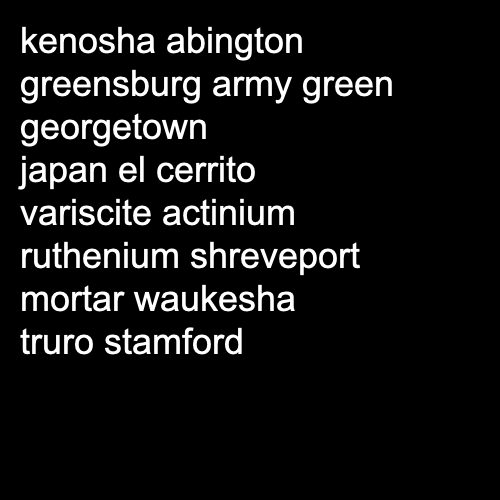 kenosha abington
greensburg army green
georgetown
japan el cerrito
variscite actinium
ruthenium shreveport
mortar waukesha
truro stamford